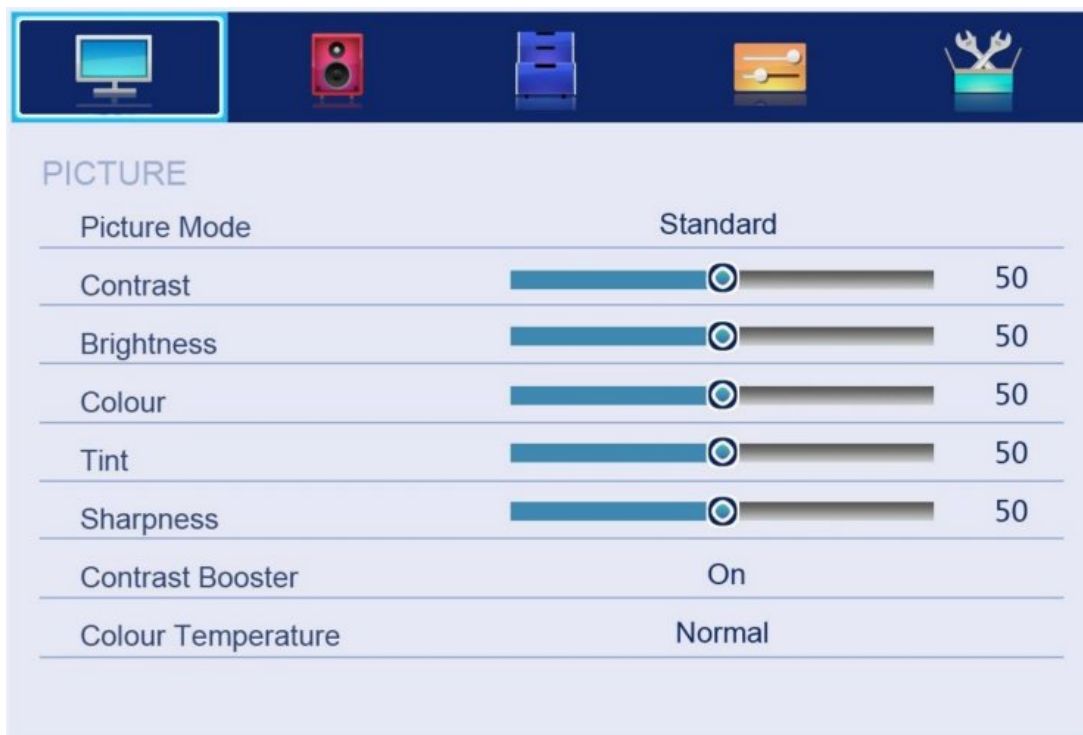 PICTURE
Picture Mode Standard
Contrast 50
Brightness 50
Colour 50
Tint 50
Sharpness 50
Contrast Booster On
Colour Temperature Normal